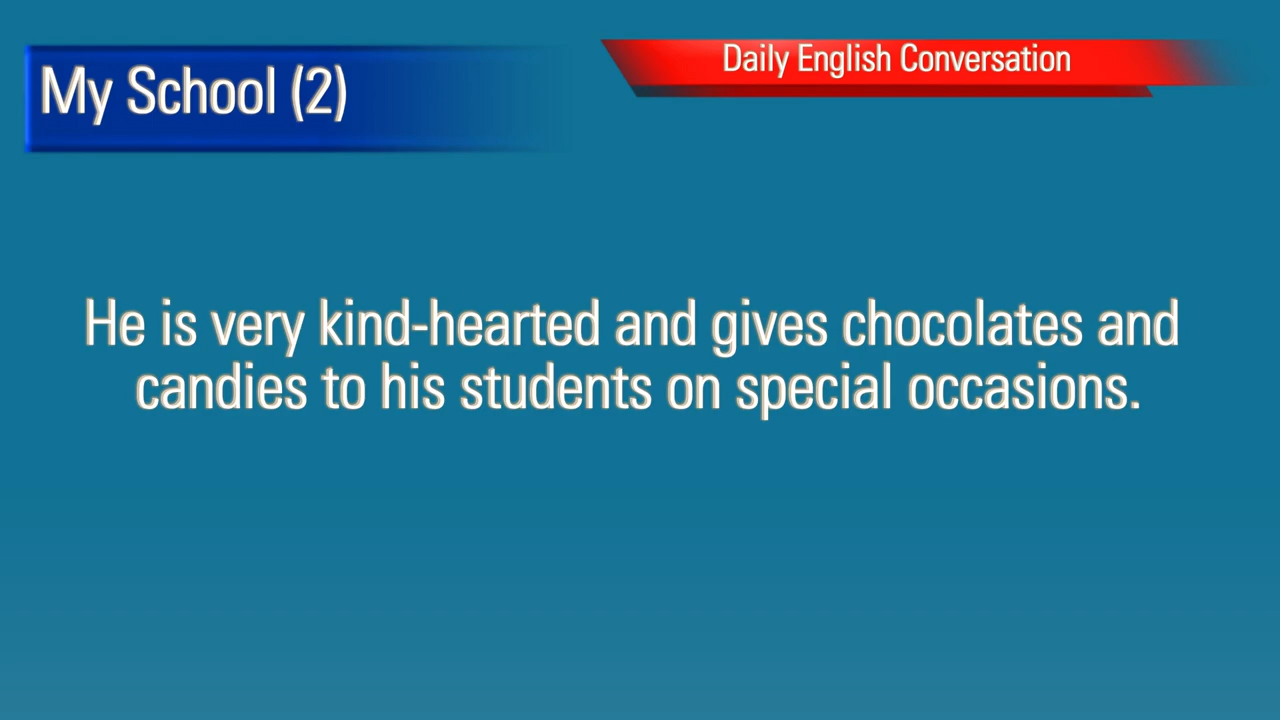 My School (2)
Daily English Conversation
He is very kind-hearted and gives chocolates and
candies to his students on special occasions.